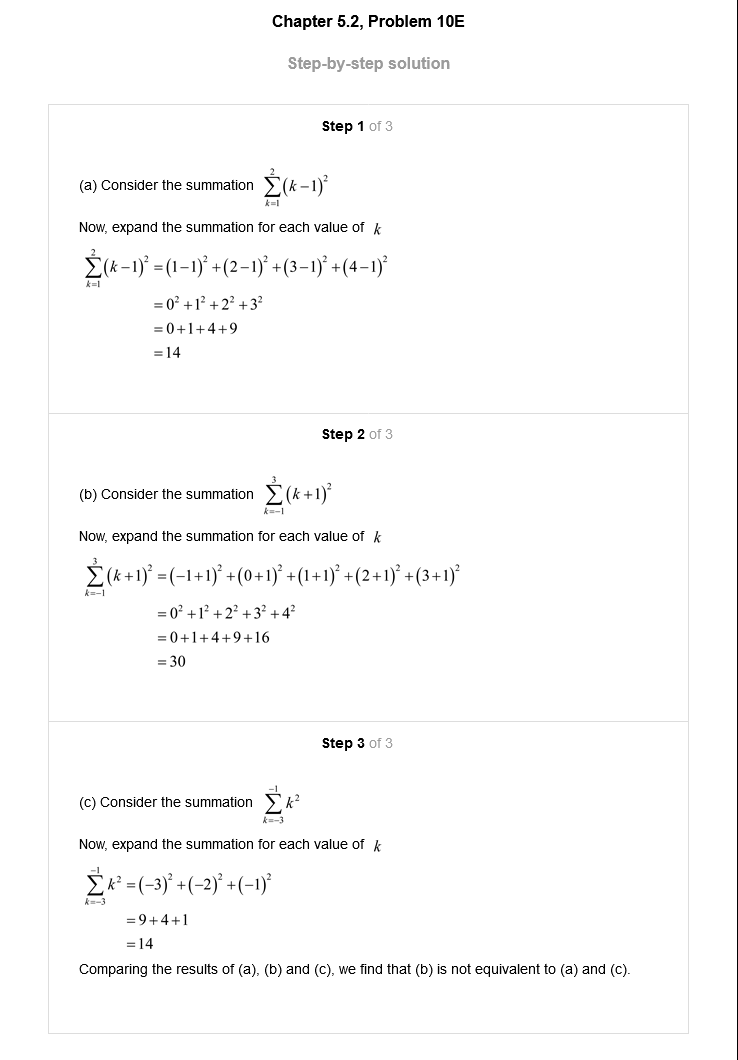 Chapter 5.2, Problem 10E
Step-by-step solution
Step 1 of 3
(a) Consider the summation \sum_{k=1}^{2}(k-1)^2
Now, expand the summation for each value of k
\sum_{k=1}^{2}(k-1)^2 = (1-1)^2 + (2-1)^2 + (3-1)^2 + (4-1)^2
= 0^2 + 1^2 + 2^2 + 3^2
= 0+1+4+9
= 14
Step 2 of 3
(b) Consider the summation \sum_{k=-1}^{3}(k+1)^2
Now, expand the summation for each value of k
\sum_{k=-1}^{3}(k+1)^2 = (-1+1)^2 + (0+1)^2 + (1+1)^2 + (2+1)^2 + (3+1)^2
= 0^2 + 1^2 + 2^2 + 3^2 + 4^2
= 0+1+4+9+16
= 30
Step 3 of 3
(c) Consider the summation \sum_{k=-3}^{-1} k^2
Now, expand the summation for each value of k
\sum_{k=-3}^{-1} k^2 = (-3)^2 + (-2)^2 + (-1)^2
= 9+4+1
= 14
Comparing the results of (a), (b) and (c), we find that (b) is not equivalent to (a) and (c).